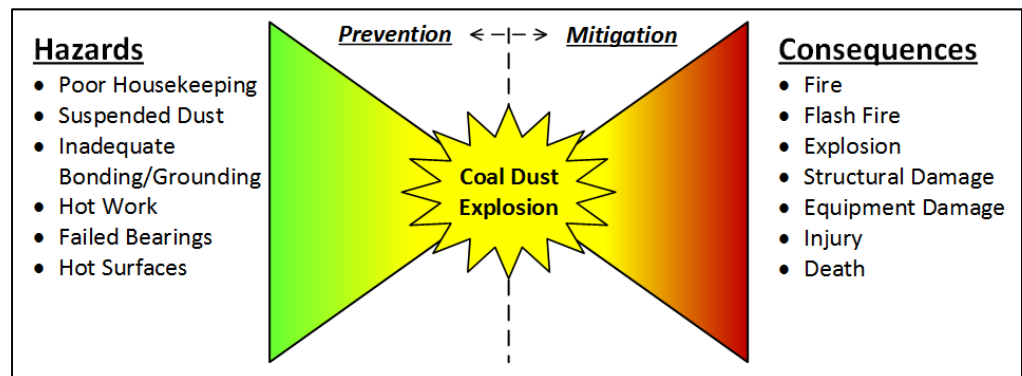 Hazards
• Poor Housekeeping
• Suspended Dust
• Inadequate
Bonding/Grounding
• Hot Work
• Failed Bearings
• Hot Surfaces
Prevention
Mitigation
Coal Dust
Explosion
Consequences
• Fire
• Flash Fire
• Explosion
• Structural Damage
• Equipment Damage
• Injury
• Death